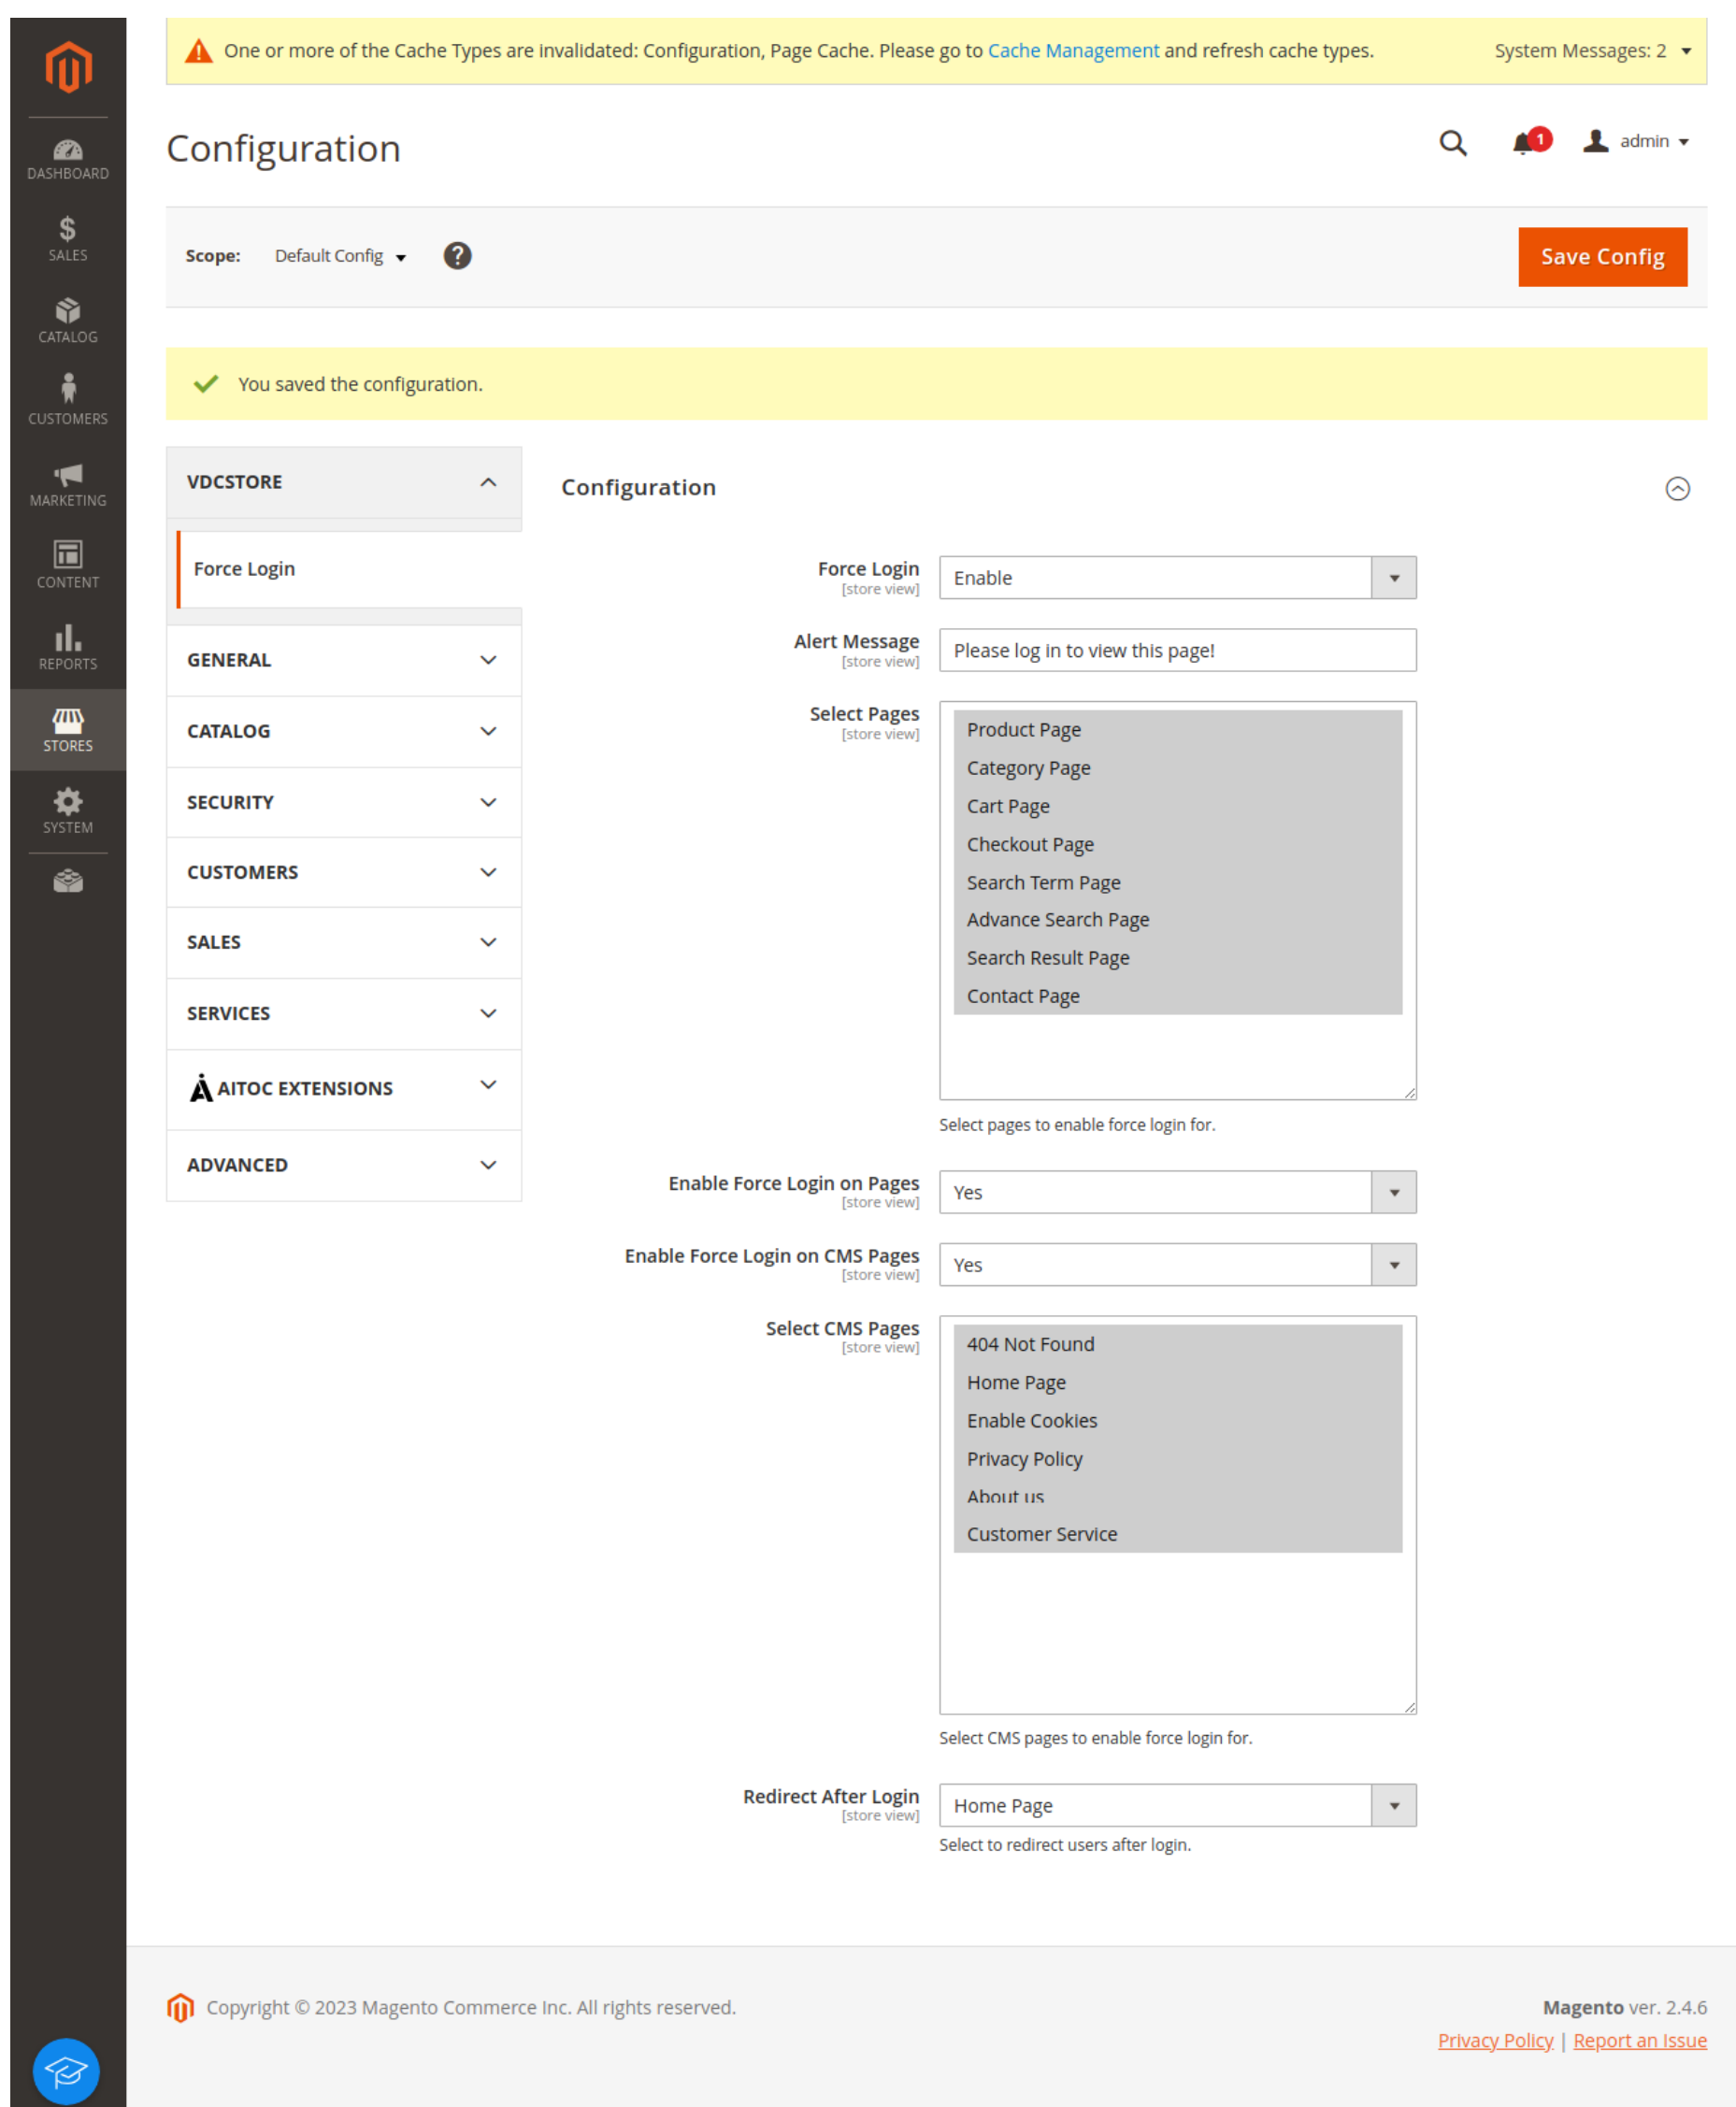 One or more of the Cache Types are invalidated: Configuration, Page Cache. Please go to Cache Management and refresh cache types.
System Messages: 2
DASHBOARD
SALES
CATALOG
CUSTOMERS
MARKETING
CONTENT
REPORTS
STORES
SYSTEM
Configuration
1
admin
Scope: Default Config ?
Save Config
You saved the configuration.
VDCSTORE
Force Login
GENERAL
CATALOG
SECURITY
CUSTOMERS
SALES
SERVICES
AITOC EXTENSIONS
ADVANCED
Configuration
Force Login
[store view]
Enable
Alert Message
[store view]
Please log in to view this page!
Select Pages
[store view]
Product Page
Category Page
Cart Page
Checkout Page
Search Term Page
Advance Search Page
Search Result Page
Contact Page
Select pages to enable force login for.
Enable Force Login on Pages
[store view]
Yes
Enable Force Login on CMS Pages
[store view]
Yes
Select CMS Pages
[store view]
404 Not Found
Home Page
Enable Cookies
Privacy Policy
About us
Customer Service
Select CMS pages to enable force login for.
Redirect After Login
[store view]
Home Page
Select to redirect users after login.
Copyright © 2023 Magento Commerce Inc. All rights reserved.
Magento ver. 2.4.6
Privacy Policy | Report an Issue